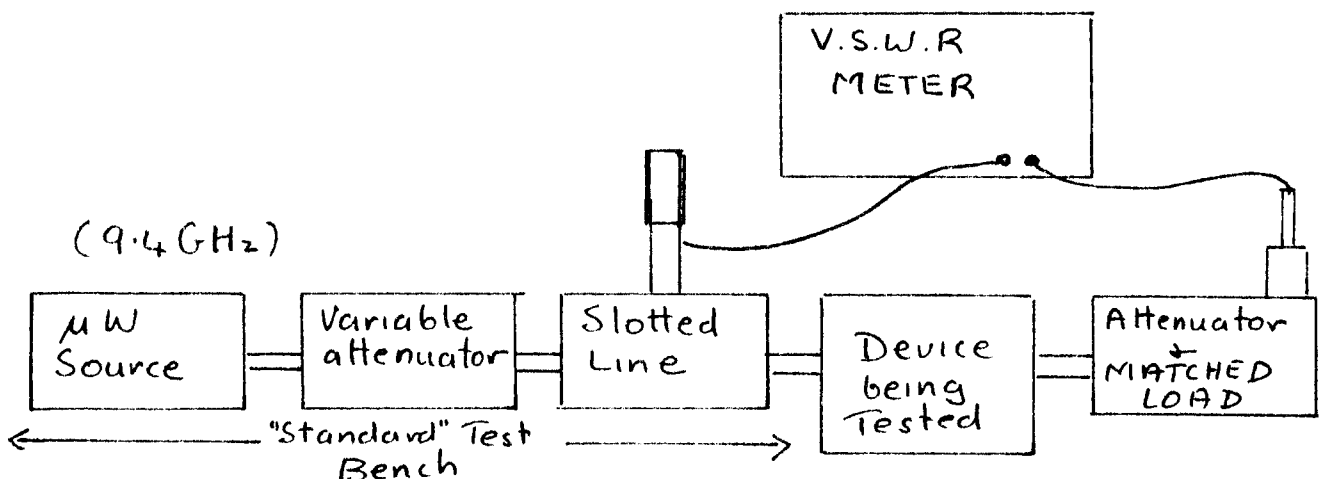 V.S.W.R
METER
(9.4 GHz)
μW
Source
Variable
attenuator
Slotted
Line
Device
being
Tested
Attenuator
+
MATCHED
LOAD
"Standard" Test
Bench